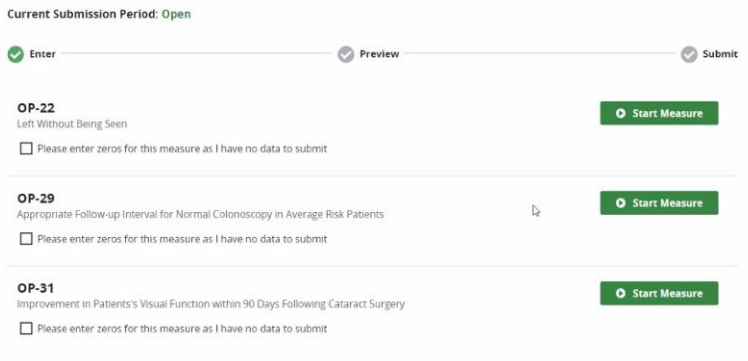 Current Submission Period: Open
Enter
Preview
Submit
OP-22
Left Without Being Seen
Start Measure
Please enter zeros for this measure as I have no data to submit
OP-29
Appropriate Follow-up Interval for Normal Colonoscopy in Average Risk Patients
Start Measure
Please enter zeros for this measure as I have no data to submit
OP-31
Improvement in Patients's Visual Function within 90 Days Following Cataract Surgery
Start Measure
Please enter zeros for this measure as I have no data to submit